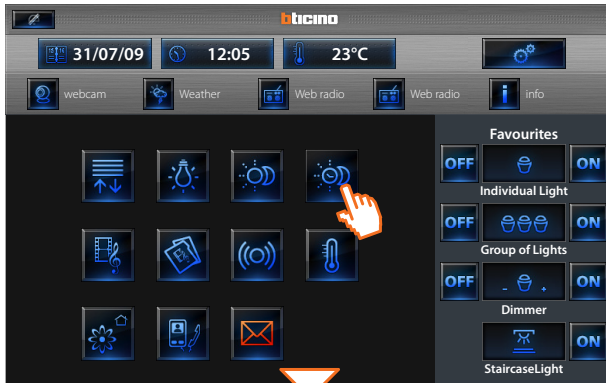 bticino
31/07/09 12:05 23°C
webcam Weather Web radio Web radio info
Favourites
OFF ON
Individual Light
OFF ON
Group of Lights
OFF - + ON
Dimmer
ON
StaircaseLight